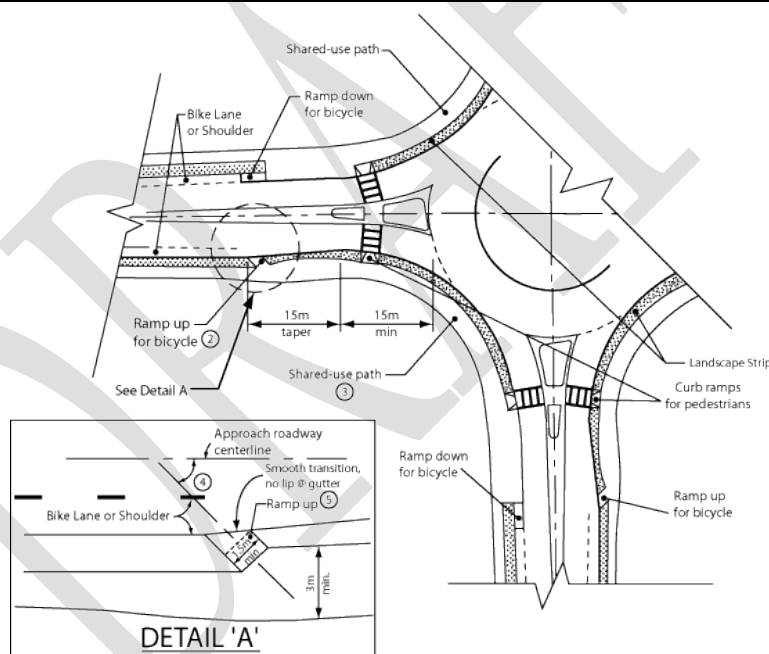 Shared-use path
Ramp down
for bicycle
Bike Lane
or Shoulder
Ramp up
for bicycle 2
15m
taper
15m
min
See Detail A
Shared-use path
3
Landscape Strip
Curb ramps
for pedestrians
Ramp down
for bicycle
Ramp up
for bicycle
Approach roadway
centerline
4
Smooth transition,
no lip @ gutter
Ramp up 5
Bike Lane or Shoulder
1.5m
min
3m
min.
DETAIL 'A'
DRAFT